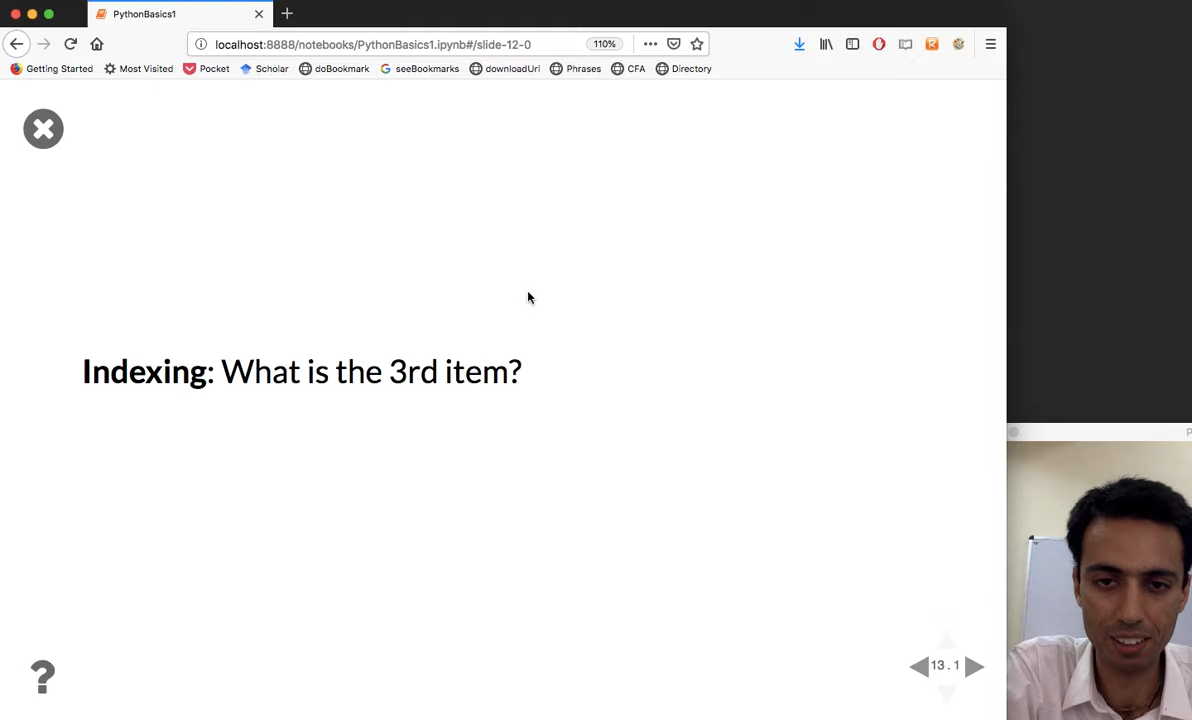 PythonBasics1
localhost:8888/notebooks/PythonBasics1.ipynb#/slide-12-0
110%
Getting Started
Most Visited
Pocket
Scholar
doBookmark
seeBookmarks
downloadUrl
Phrases
CFA
Directory
Indexing: What is the 3rd item?
?
13.1
P